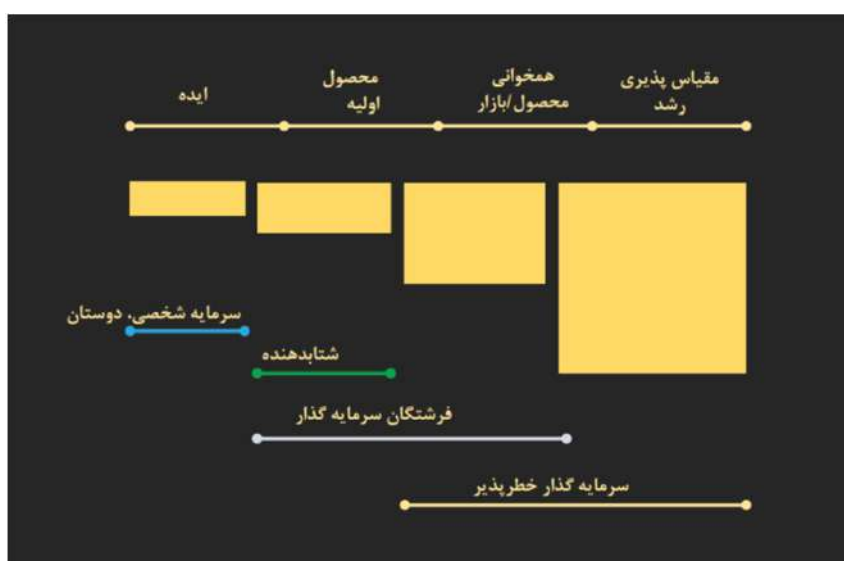 ایده
محصول
اولیه
همخوانی
محصول/بازار
مقیاس پذیری
رشد
سرمایه شخصی، دوستان
شتابدهنده
فرشتگان سرمایه گذار
سرمایه گذار خطرپذیر